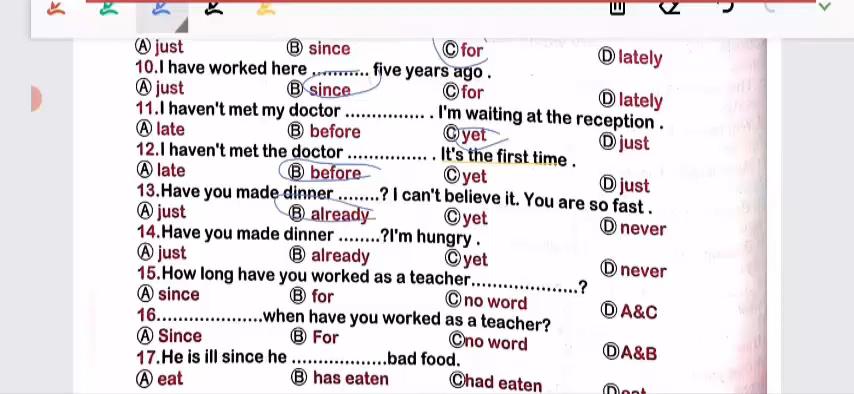 Ⓐ just Ⓑ since Ⓒ for Ⓓ lately
10.I have worked here ........... five years ago .
Ⓐ just Ⓑ since Ⓒ for Ⓓ lately
11.I haven't met my doctor ................ . I'm waiting at the reception .
Ⓐ late Ⓑ before Ⓒ yet Ⓓ just
12.I haven't met the doctor ................ . It's the first time .
Ⓐ late Ⓑ before Ⓒ yet Ⓓ just
13.Have you made dinner ........? I can't believe it. You are so fast .
Ⓐ just Ⓑ already Ⓒ yet Ⓓ never
14.Have you made dinner ........?I'm hungry .
Ⓐ just Ⓑ already Ⓒ yet Ⓓ never
15.How long have you worked as a teacher.....................?
Ⓐ since Ⓑ for Ⓒ no word Ⓓ A&C
16.....................when have you worked as a teacher?
Ⓐ Since Ⓑ For Ⓒno word Ⓓ A&B
17.He is ill since he ..................bad food.
Ⓐ eat Ⓑ has eaten Ⓒhad eaten